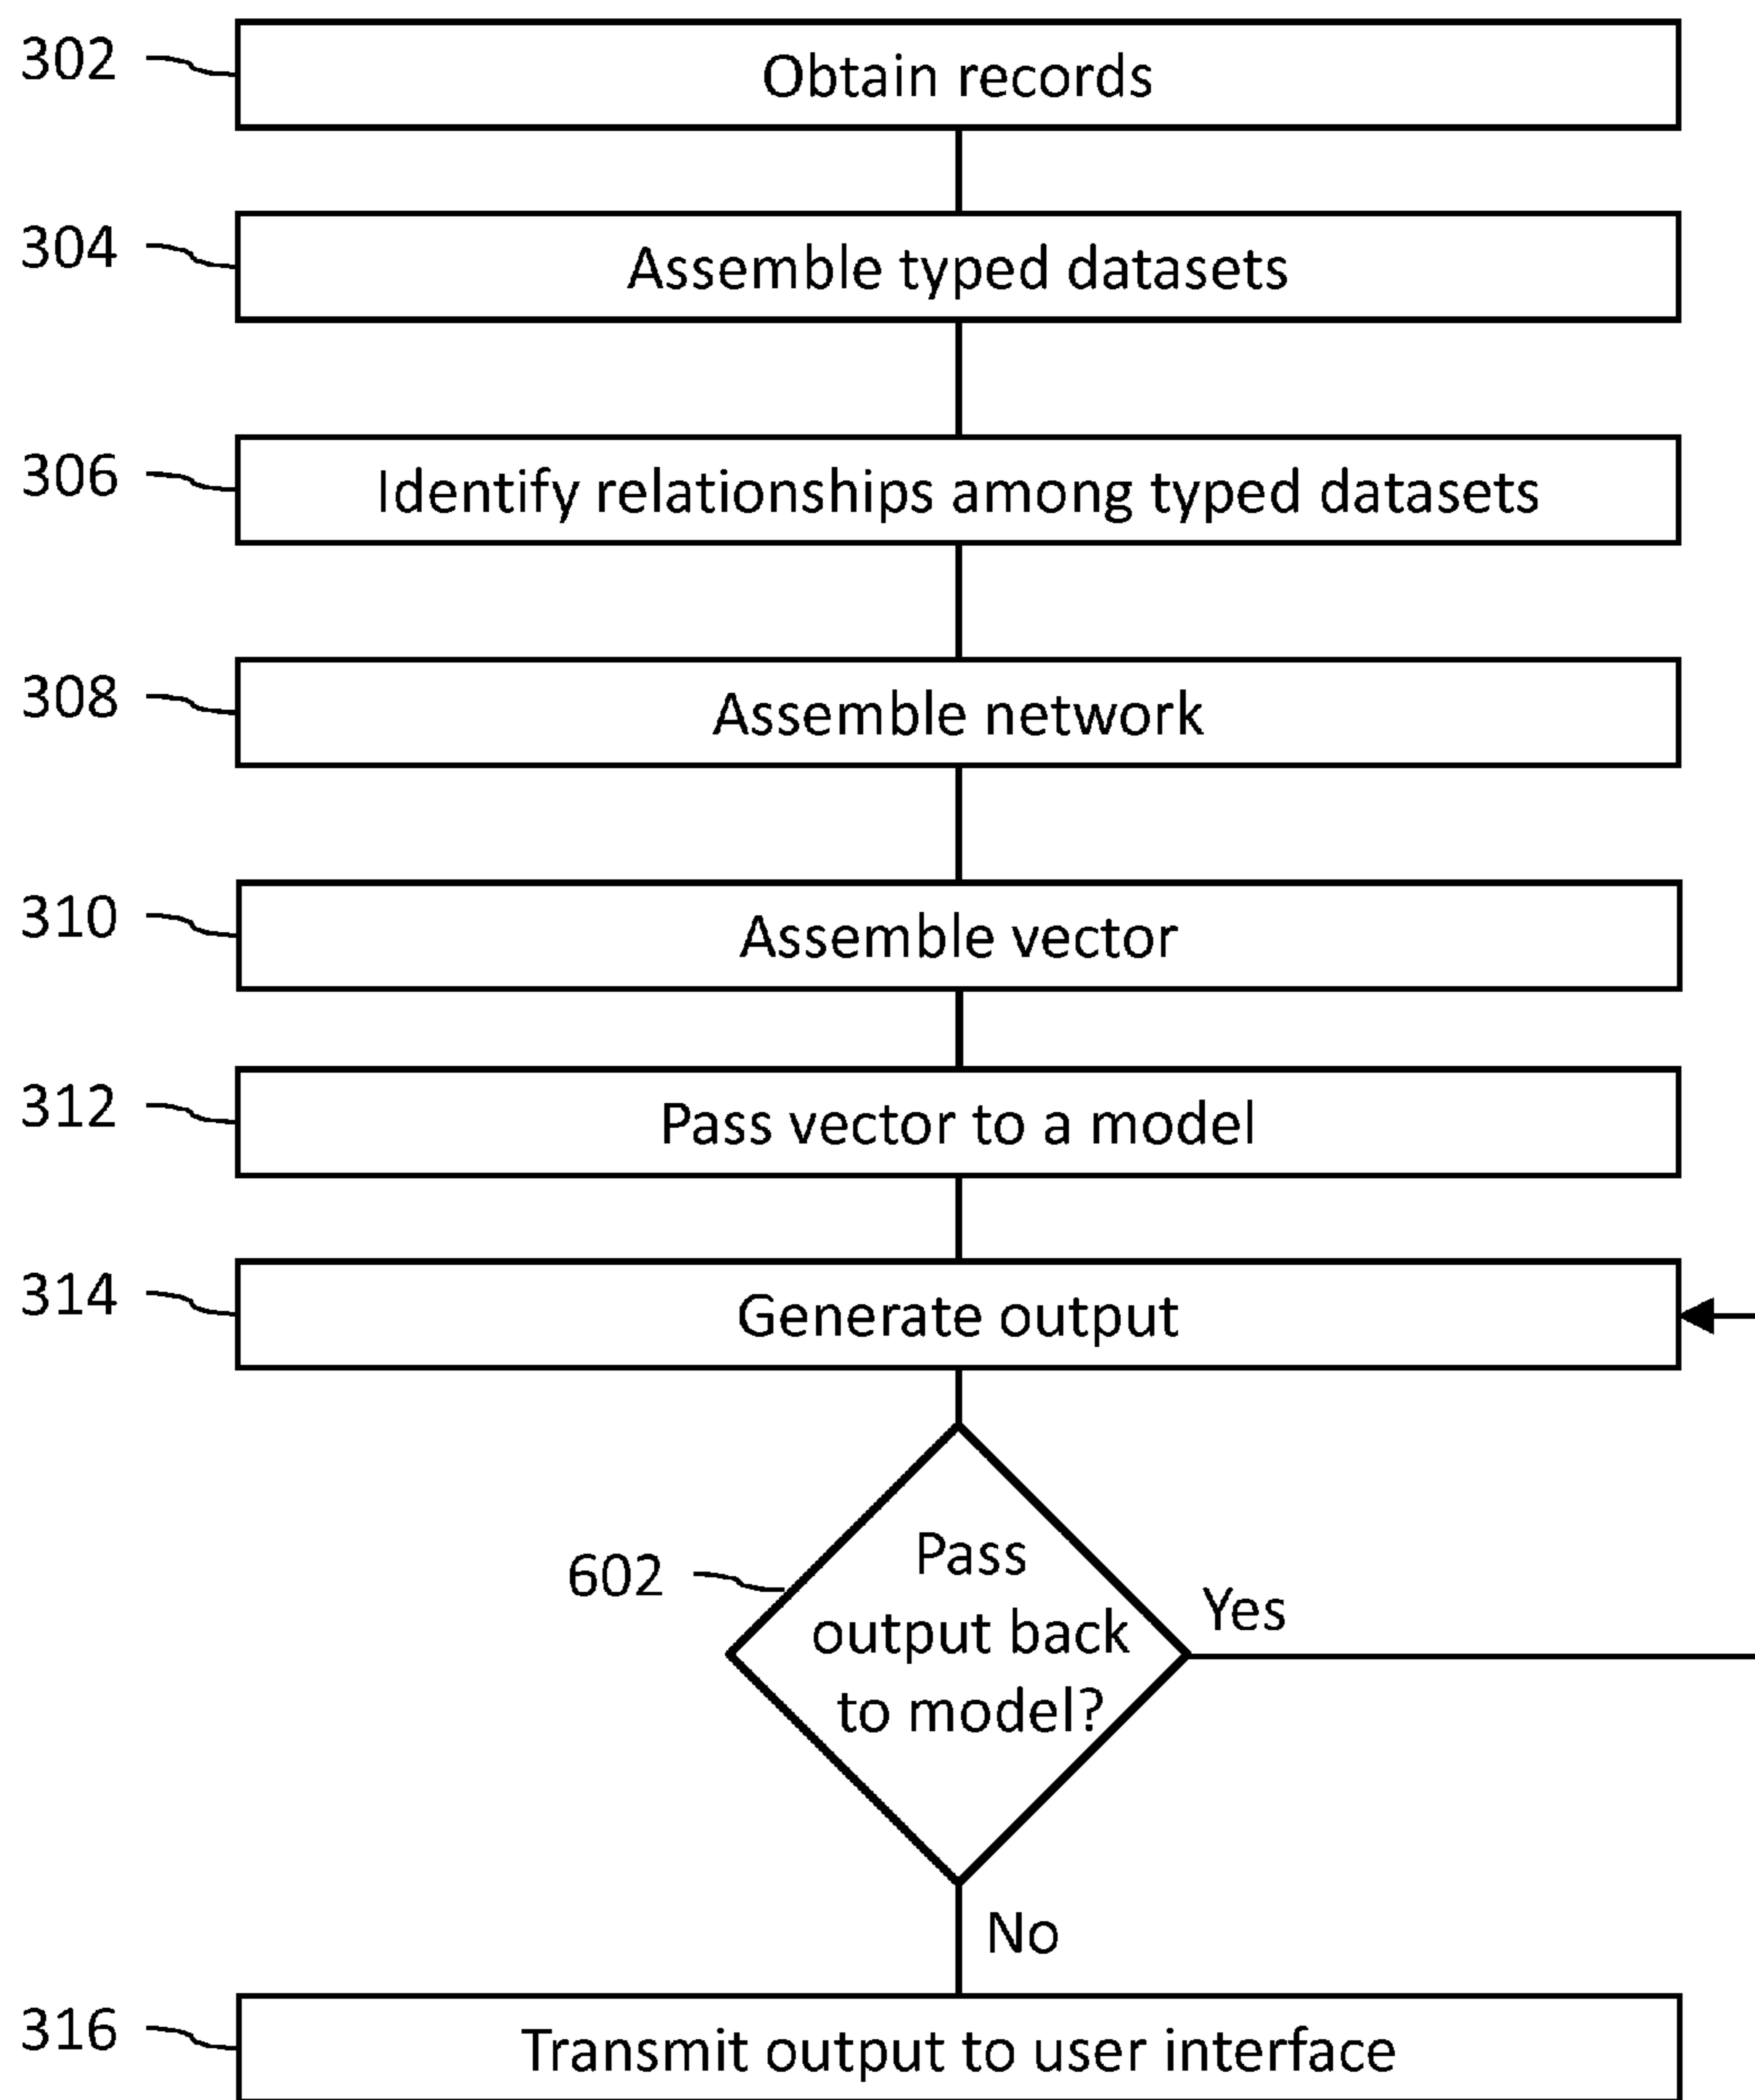 302
Obtain records
304
Assemble typed datasets
306
Identify relationships among typed datasets
308
Assemble network
310
Assemble vector
312
Pass vector to a model
314
Generate output
602
Pass
output back
to model?
Yes
No
316
Transmit output to user interface